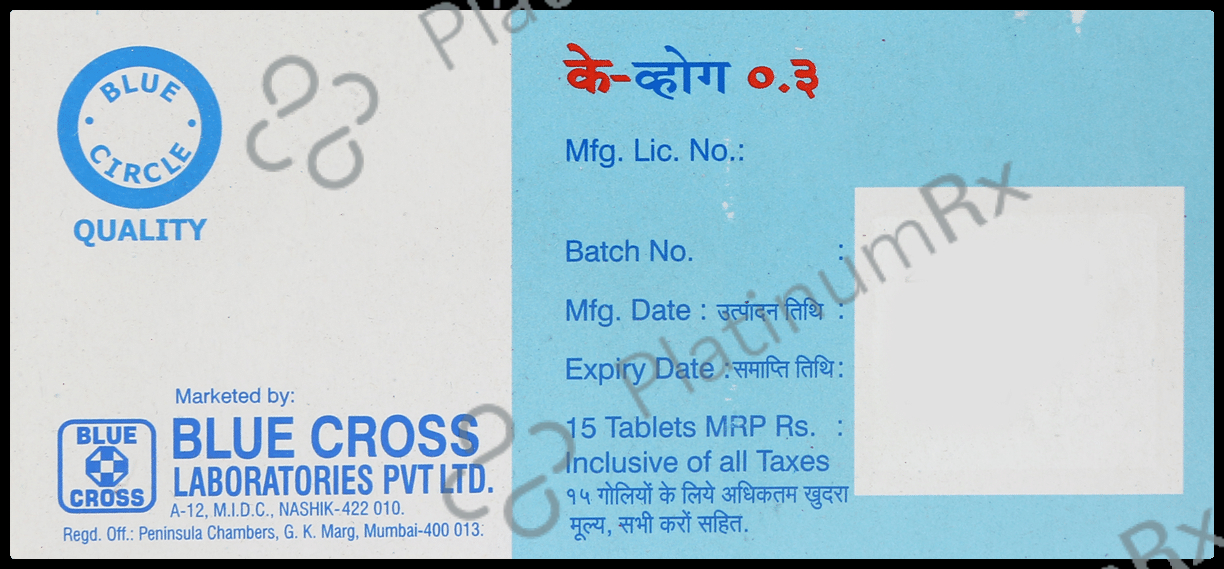 BLUE
CIRCLE
QUALITY
Marketed by:
BLUE CROSS
BLUE CROSS
LABORATORIES PVT LTD.
A-12, M.I.D.C., NASHIK-422 010.
Regd. Off.: Peninsula Chambers, G. K. Marg, Mumbai-400 013.
के-व्होग ०.३
Mfg. Lic. No.:
Batch No. :
Mfg. Date : उत्पादन तिथि :
Expiry Date : समाप्ति तिथि :
15 Tablets MRP Rs. :
Inclusive of all Taxes
१५ गोलियों के लिये अधिकतम खुदरा
मूल्य, सभी करों सहित.
PlatinumRx